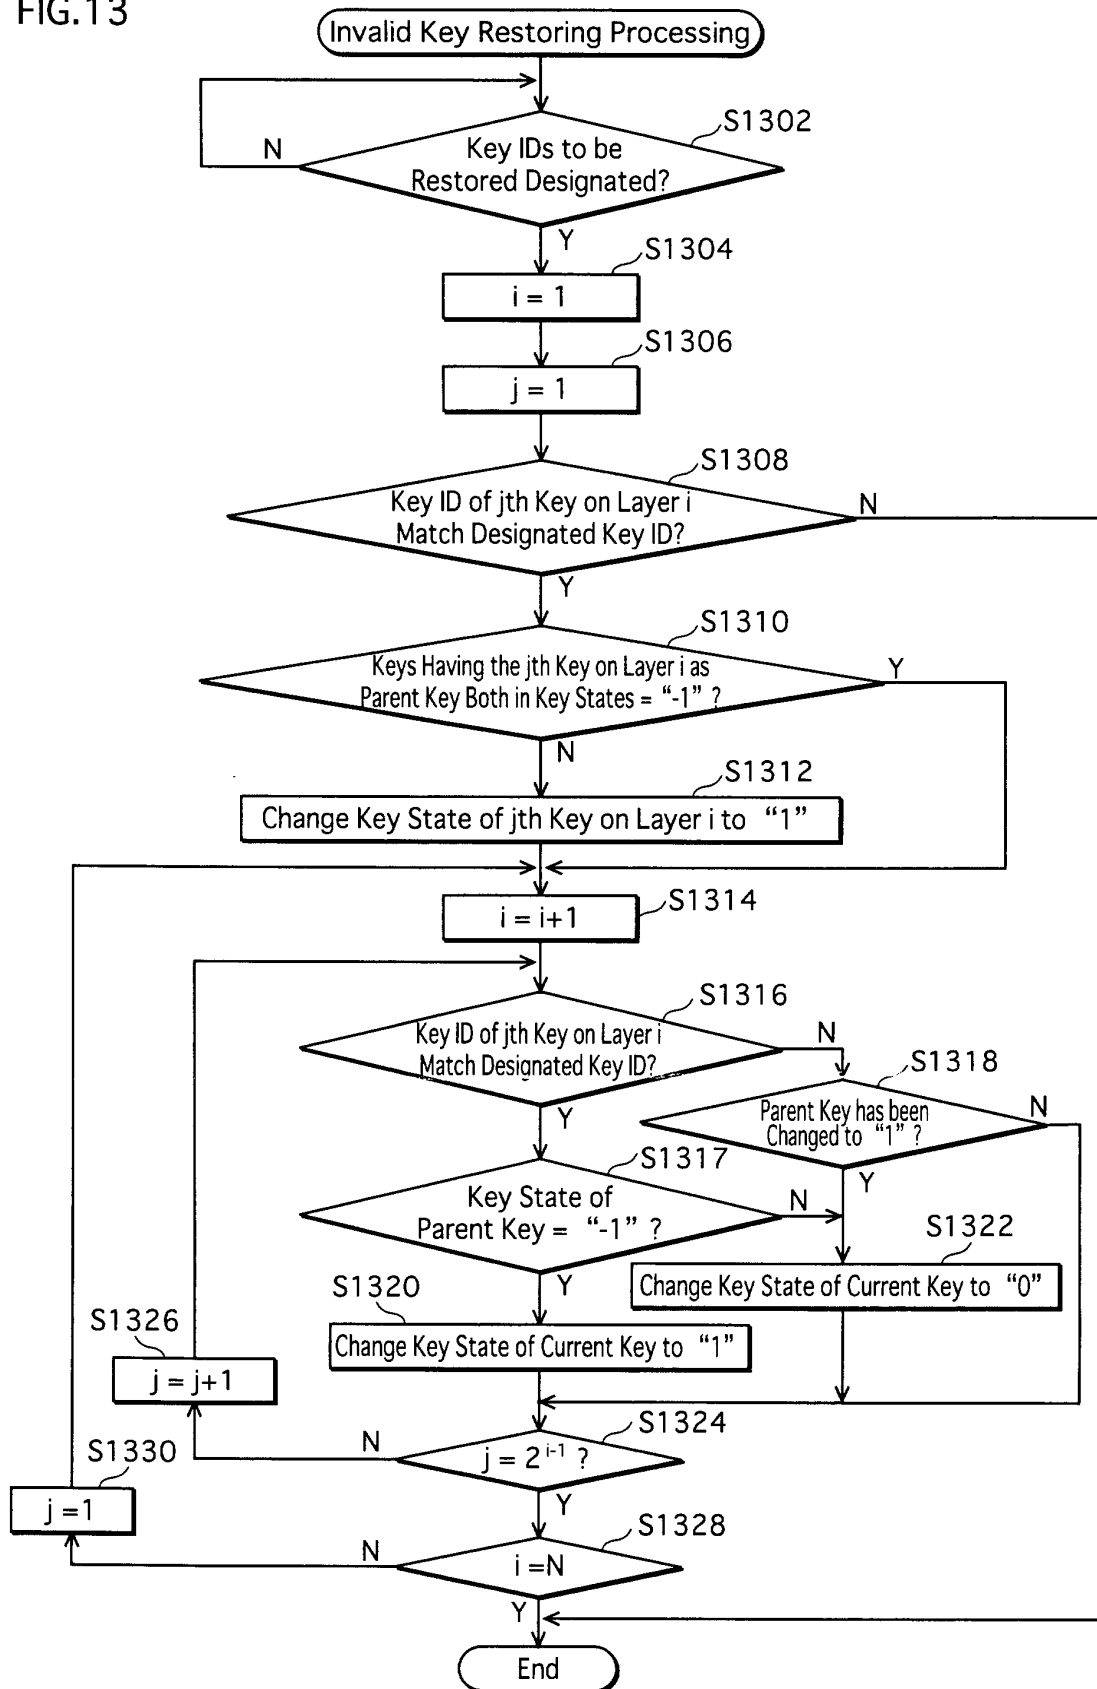 FIG.13
Invalid Key Restoring Processing
S1302
Key IDs to be
Restored Designated?
N
Y
S1304
i = 1
S1306
j = 1
S1308
Key ID of jth Key on Layer i
Match Designated Key ID?
N
Y
S1310
Keys Having the jth Key on Layer i as
Parent Key Both in Key States = “-1” ?
Y
N
S1312
Change Key State of jth Key on Layer i to “1”
S1314
i = i+1
S1316
Key ID of jth Key on Layer i
Match Designated Key ID?
N
Y
S1318
Parent Key has been
Changed to “1” ?
N
Y
S1317
Key State of
Parent Key = “-1” ?
N
Y
S1322
Change Key State of Current Key to “0”
S1320
Change Key State of Current Key to “1”
S1326
j = j+1
S1324
j = 2^{i-1} ?
N
Y
S1330
j =1
S1328
i =N
N
Y
End